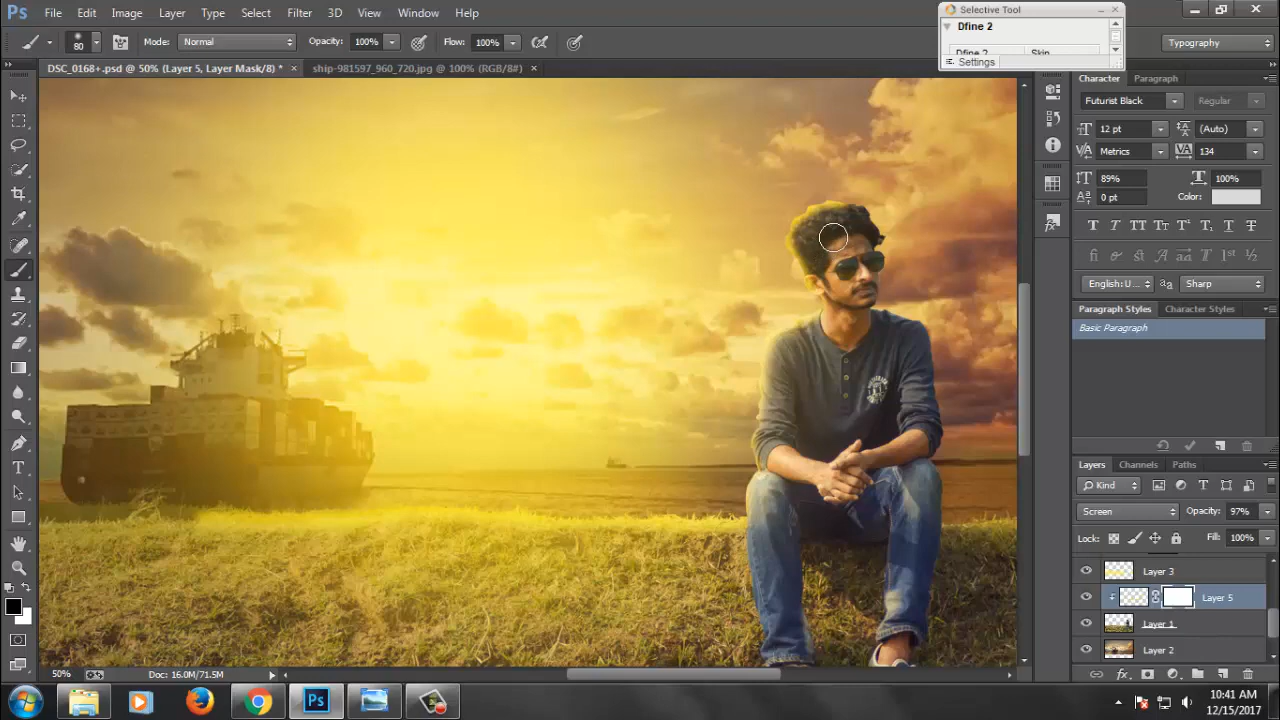 Ps File Edit Image Layer Type Select Filter 3D View Window Help
Selective Tool
Dfine 2
Dfine 2 Skin
Settings
80 Mode: Normal Opacity: 100% Flow: 100% Typography
DSC_0168+.psd @ 50% (Layer 5, Layer Mask/8) * × ship-981597_960_720.jpg @ 100% (RGB/8#) ×
Character Paragraph
Futurist Black Regular
12 pt (Auto)
Metrics 134
89% 100%
0 pt Color:
English: U... Sharp
Paragraph Styles Character Styles
Basic Paragraph
Layers Channels Paths
Kind
Screen Opacity: 97%
Lock: Fill: 100%
Layer 3
Layer 5
Layer 1
Layer 2
50% Doc: 16.0M/71.5M
Ps
10:41 AM
12/15/2017